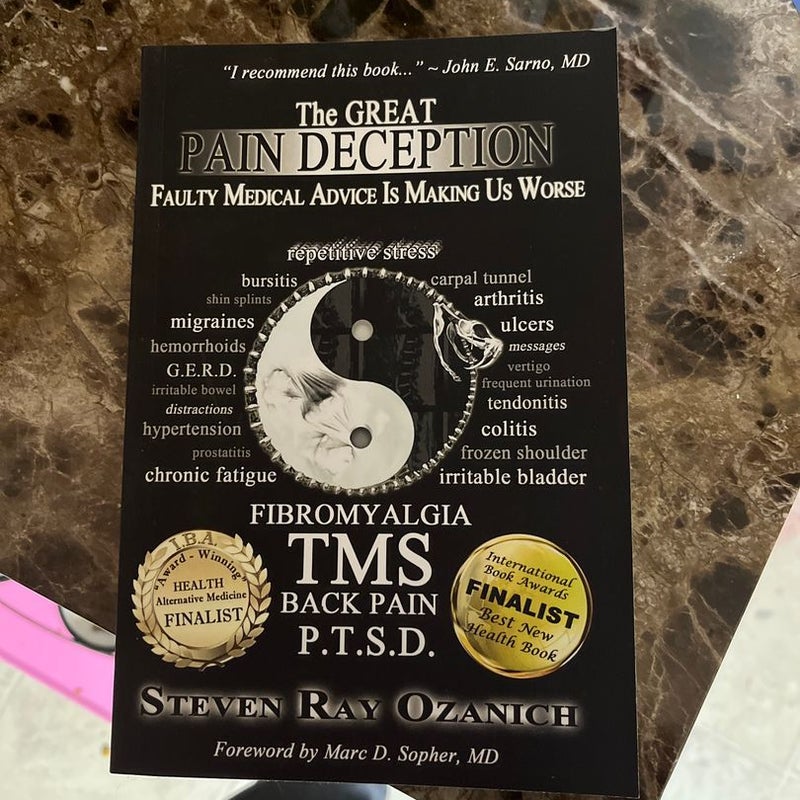 "I recommend this book..." ~ John E. Sarno, MD
The GREAT
PAIN DECEPTION
FAULTY MEDICAL ADVICE IS MAKING US WORSE
repetitive stress
bursitis
shin splints
migraines
hemorrhoids
G.E.R.D.
irritable bowel
distractions
hypertension
prostatitis
chronic fatigue
carpal tunnel
arthritis
ulcers
messages
vertigo
frequent urination
tendonitis
colitis
frozen shoulder
irritable bladder
FIBROMYALGIA
TMS
BACK PAIN
P.T.S.D.
I.B.A.
"Award - Winning"
HEALTH
Alternative Medicine
FINALIST
International
Book Awards
FINALIST
Best New
Health Book
STEVEN RAY OZANICH
Foreword by Marc D. Sopher, MD